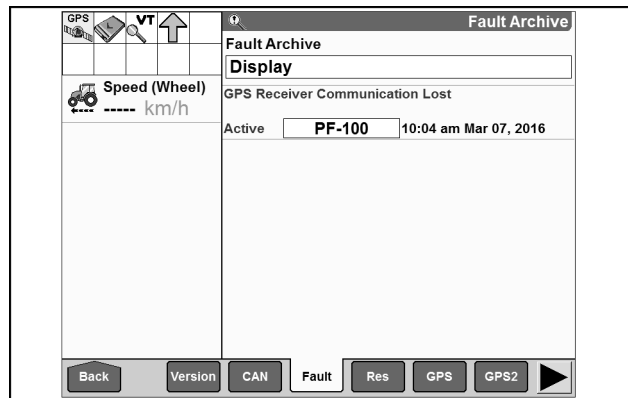 GPS
VT
Fault Archive
Fault Archive
Display
Speed (Wheel)
----- km/h
GPS Receiver Communication Lost
Active PF-100 10:04 am Mar 07, 2016
Back Version CAN Fault Res GPS GPS2